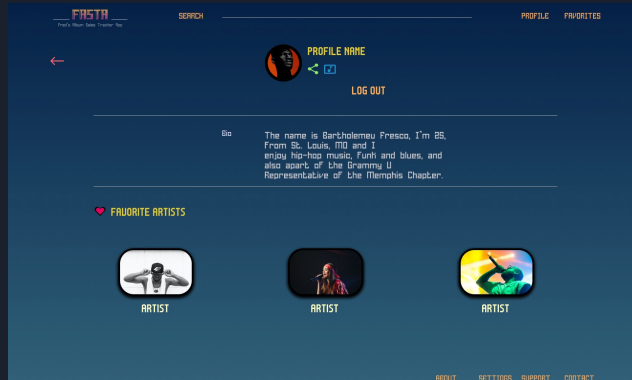 FASTA
Fred's Album Sales Tracker App
SEARCH
PROFILE FAVORITES
PROFILE NAME
LOG OUT
Bio
The name is Bartholemeu Fresco, I'm 25,
From St. Louis, MO and I
enjoy hip-hop music, Funk and blues, and
also apart of the Grammy U
Representative of the Memphis Chapter.
FAVORITE ARTISTS
ARTIST ARTIST ARTIST
ABOUT SETTINGS SUPPORT CONTACT